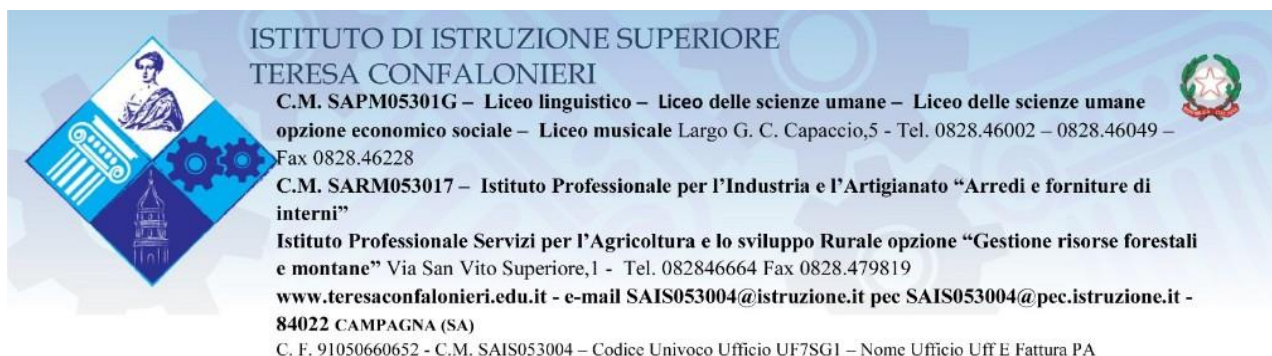 ISTITUTO DI ISTRUZIONE SUPERIORE
TERESA CONFALONIERI
C.M. SAPM05301G – Liceo linguistico – Liceo delle scienze umane – Liceo delle scienze umane
opzione economico sociale – Liceo musicale Largo G. C. Capaccio,5 - Tel. 0828.46002 – 0828.46049 –
Fax 0828.46228
C.M. SARM053017 – Istituto Professionale per l’Industria e l’Artigianato “Arredi e forniture di
interni”
Istituto Professionale Servizi per l’Agricoltura e lo sviluppo Rurale opzione “Gestione risorse forestali
e montane” Via San Vito Superiore,1 - Tel. 082846664 Fax 0828.479819
www.teresaconfalonieri.edu.it - e-mail SAIS053004@istruzione.it pec SAIS053004@pec.istruzione.it -
84022 CAMPAGNA (SA)
C. F. 91050660652 - C.M. SAIS053004 – Codice Univoco Ufficio UF7SG1 – Nome Ufficio Uff E Fattura PA